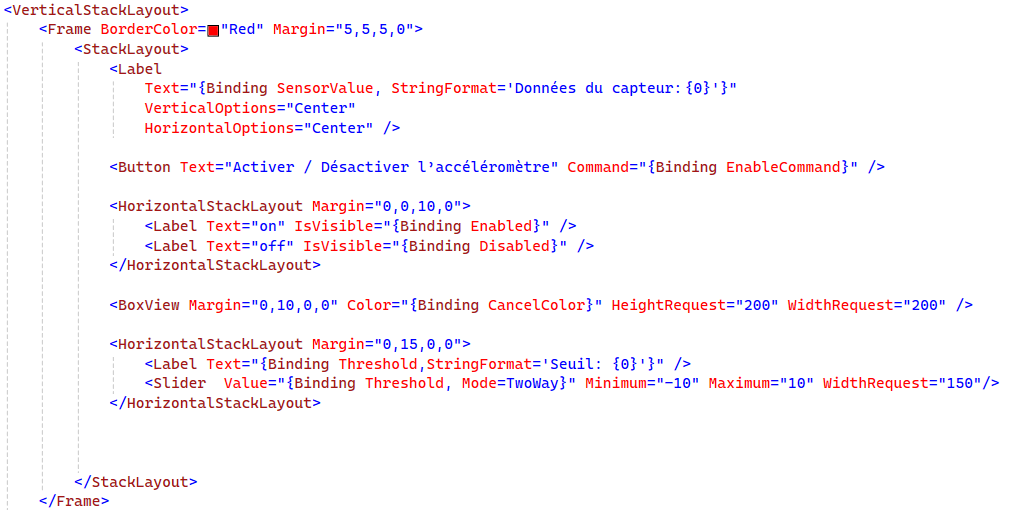 <VerticalStackLayout>
<Frame BorderColor="Red" Margin="5,5,5,0">
<StackLayout>
<Label
Text="{Binding SensorValue, StringFormat='Données du capteur: {0}'}"
VerticalOptions="Center"
HorizontalOptions="Center" />
<Button Text="Activer / Désactiver l'accéléromètre" Command="{Binding EnableCommand}" />
<HorizontalStackLayout Margin="0,0,10,0">
<Label Text="on" IsVisible="{Binding Enabled}" />
<Label Text="off" IsVisible="{Binding Disabled}" />
</HorizontalStackLayout>
<BoxView Margin="0,10,0,0" Color="{Binding CancelColor}" HeightRequest="200" WidthRequest="200" />
<HorizontalStackLayout Margin="0,15,0,0">
<Label Text="{Binding Threshold,StringFormat='Seuil: {0}'}" />
<Slider  Value="{Binding Threshold, Mode=TwoWay}" Minimum="-10" Maximum="10" WidthRequest="150"/>
</HorizontalStackLayout>
</StackLayout>
</Frame>